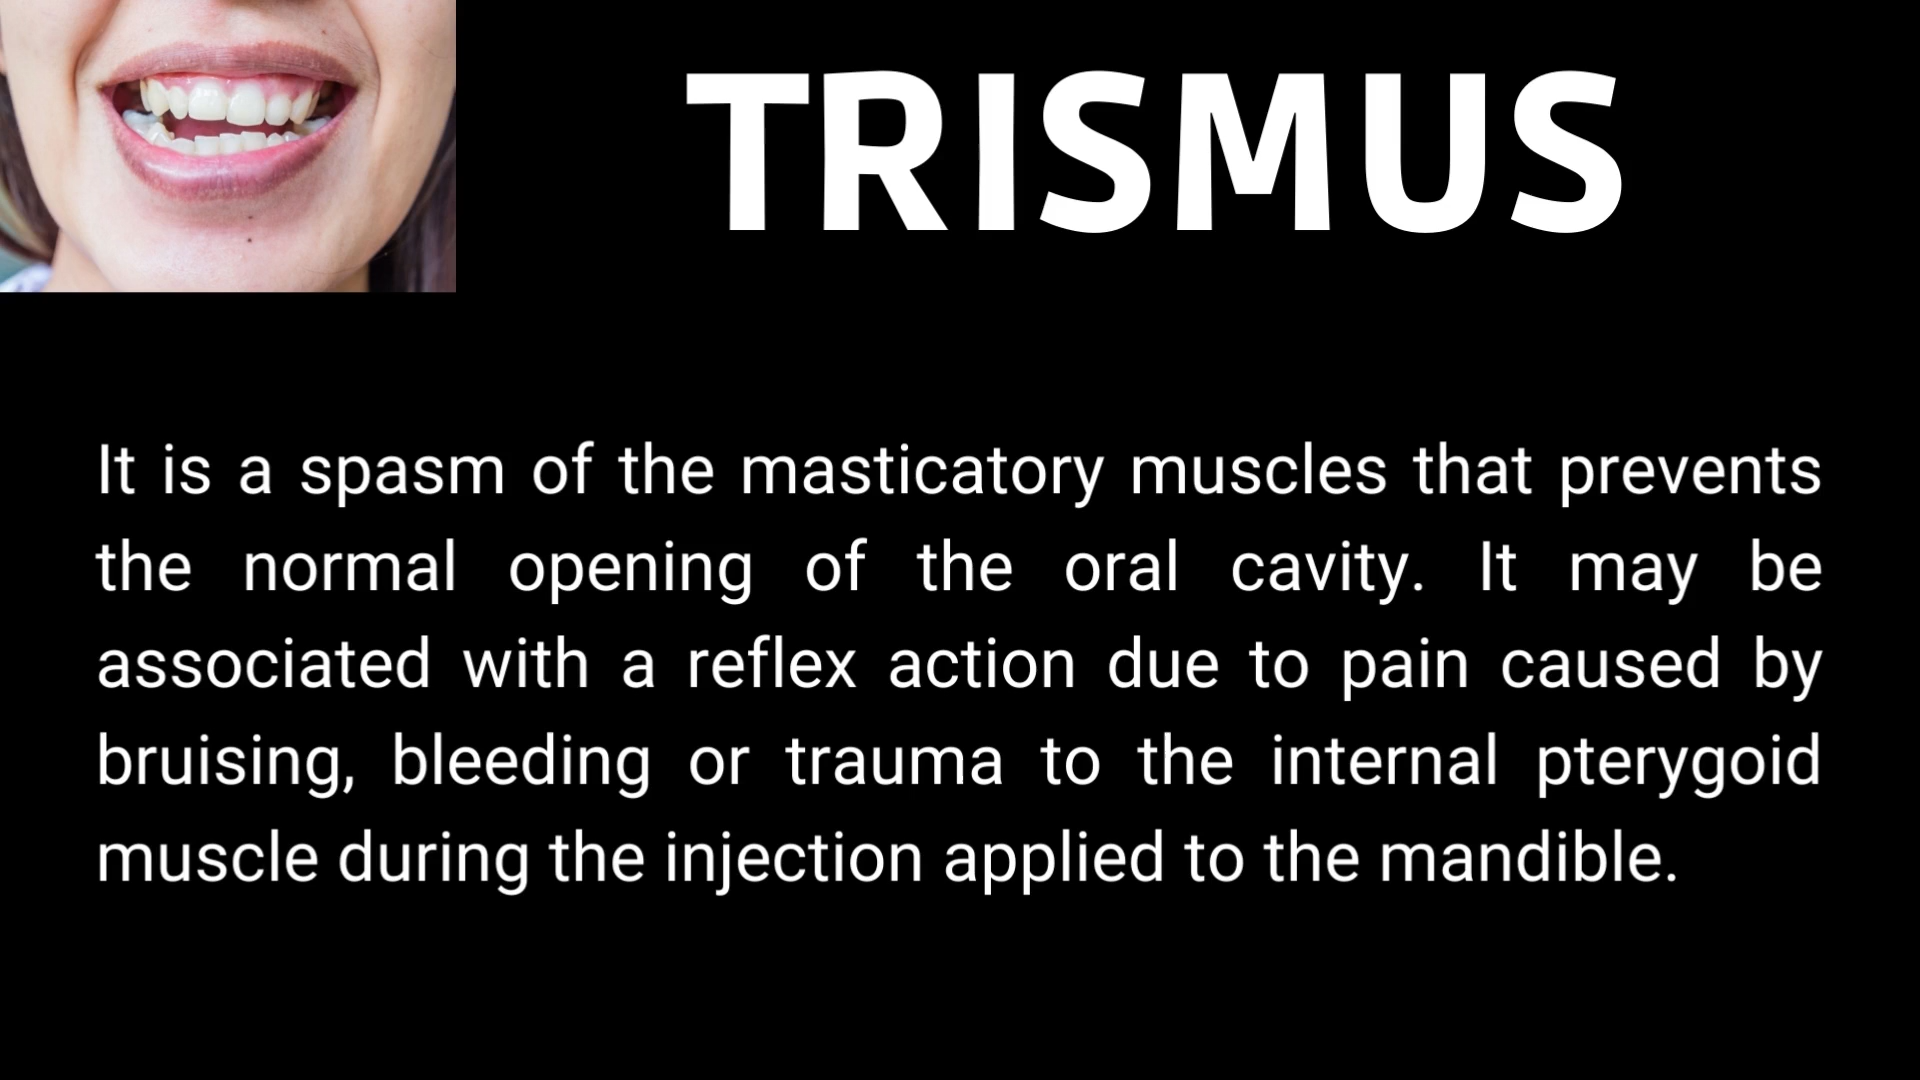 TRISMUS
It is a spasm of the masticatory muscles that prevents
the normal opening of the oral cavity. It may be
associated with a reflex action due to pain caused by
bruising, bleeding or trauma to the internal pterygoid
muscle during the injection applied to the mandible.